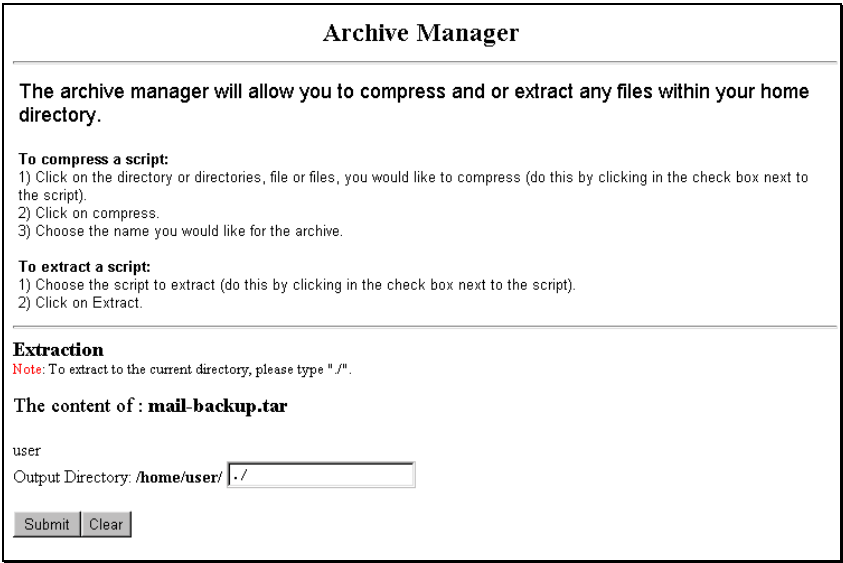 Archive Manager
The archive manager will allow you to compress and or extract any files within your home
directory.
To compress a script:
1) Click on the directory or directories, file or files, you would like to compress (do this by clicking in the check box next to
the script).
2) Click on compress.
3) Choose the name you would like for the archive.
To extract a script:
1) Choose the script to extract (do this by clicking in the check box next to the script).
2) Click on Extract.
Extraction
Note: To extract to the current directory, please type "./".
The content of : mail-backup.tar
user
Output Directory: /home/user/ ./
Submit Clear